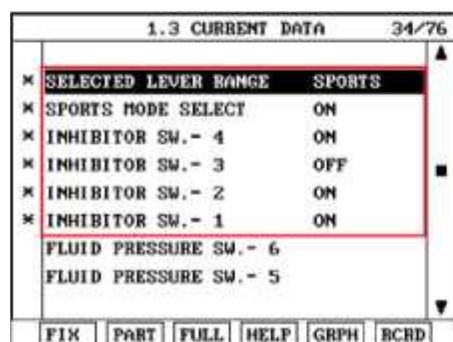 1.3 CURRENT DATA 34/76
* SELECTED LEVER RANGE SPORTS
* SPORTS MODE SELECT ON
* INHIBITOR SW.- 4 ON
* INHIBITOR SW.- 3 OFF
* INHIBITOR SW.- 2 ON
* INHIBITOR SW.- 1 ON
FLUID PRESSURE SW.- 6
FLUID PRESSURE SW.- 5
FIX PART FULL HELP GRPH RCRD